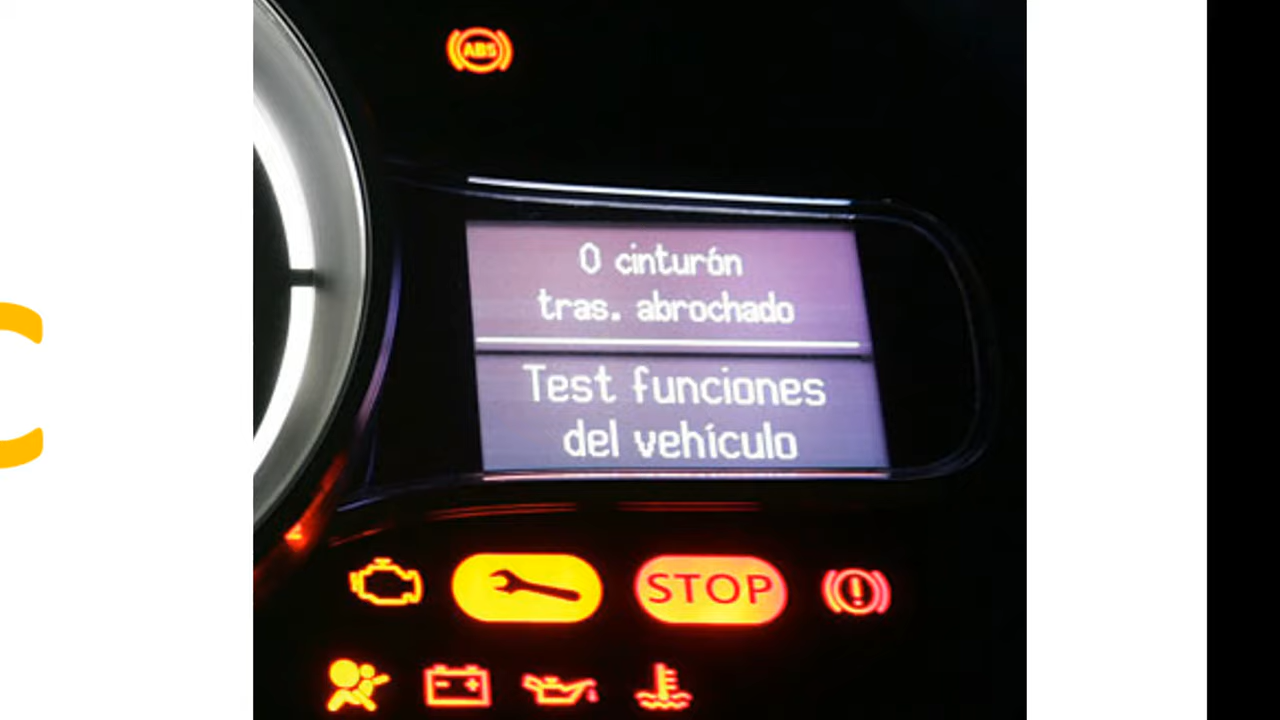 ABS
0 cinturón
tras. abrochado
Test funciones
del vehículo
STOP